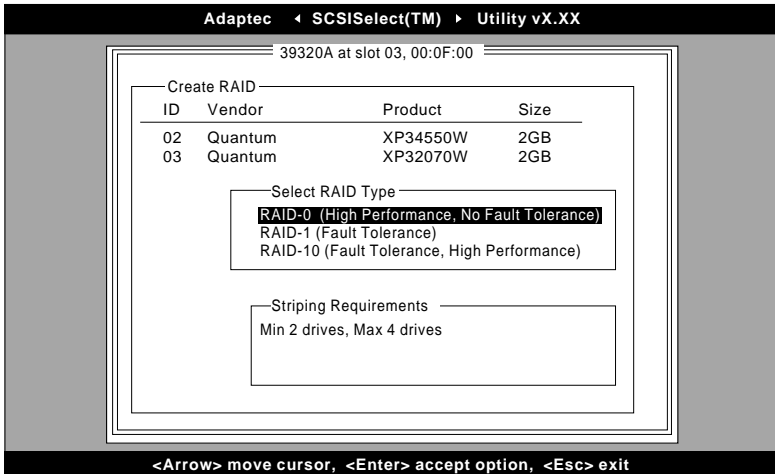 Adaptec ◂ SCSISelect(TM) ▸ Utility vX.XX
39320A at slot 03, 00:0F:00
Create RAID
ID Vendor Product Size
02 Quantum XP34550W 2GB
03 Quantum XP32070W 2GB
Select RAID Type
RAID-0 (High Performance, No Fault Tolerance)
RAID-1 (Fault Tolerance)
RAID-10 (Fault Tolerance, High Performance)
Striping Requirements
Min 2 drives, Max 4 drives
<Arrow> move cursor, <Enter> accept option, <Esc> exit